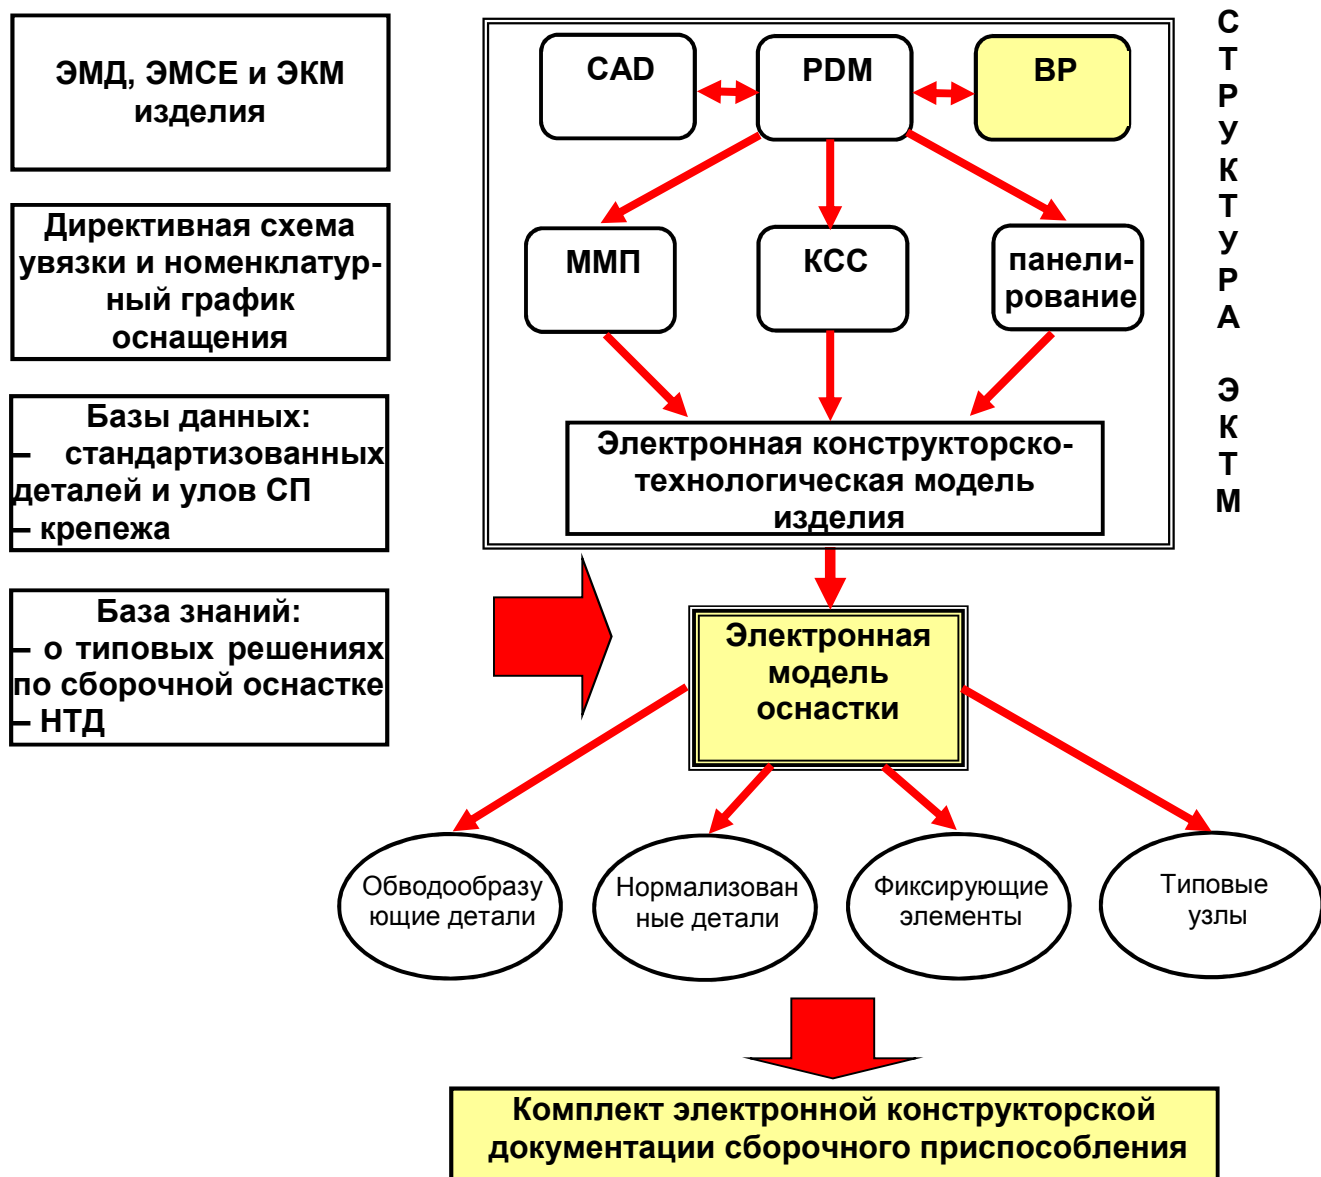 ЭМД, ЭМСЕ и ЭКМ
изделия
Директивная схема
увязки и номенклатур-
ный график
оснащения
Базы данных:
– стандартизованных
деталей и улов СП
– крепежа
База знаний:
– о типовых решениях
по сборочной оснастке
– НТД
CAD
PDM
ВР
ММП
КСС
панели-
рование
Электронная конструкторско-
технологическая модель
изделия
С
Т
Р
У
К
Т
У
Р
А
Э
К
Т
М
Электронная
модель
оснастки
Обводообразу
ющие детали
Нормализован
ные детали
Фиксирующие
элементы
Типовые
узлы
Комплект электронной конструкторской
документации сборочного приспособления